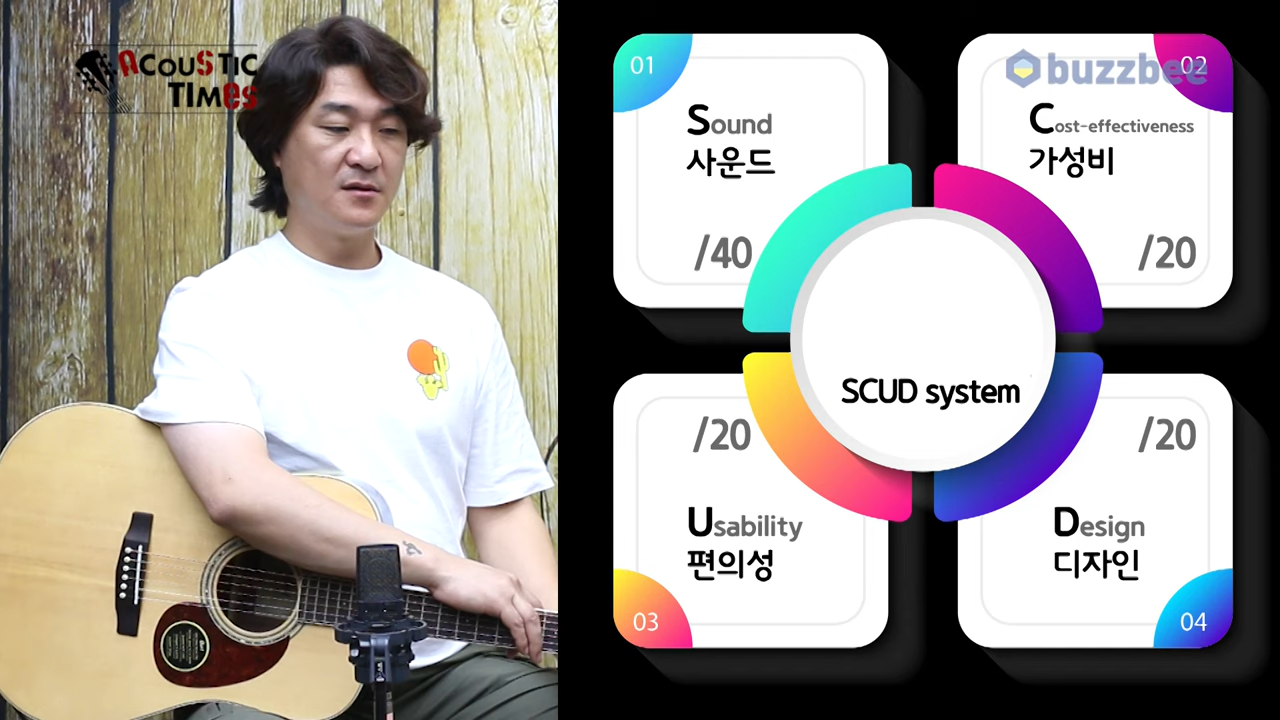 ACOUSTIC
TIMES
01
Sound
사운드
/40
buzzbee
02
Cost-effectiveness
가성비
/20
SCUD system
/20
Usability
편의성
03
/20
Design
디자인
04